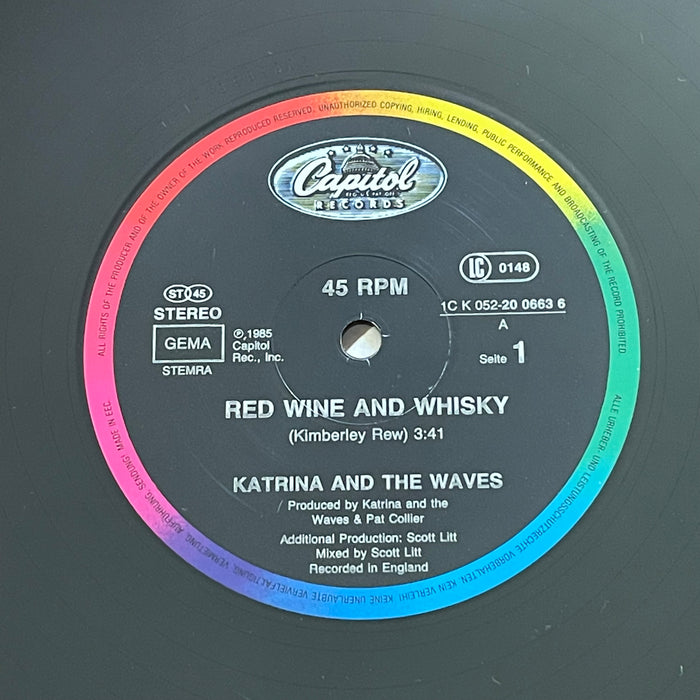 Capitol
REG. U.S. PAT. OFF.
RECORDS
LC 0148
45 RPM
1C K 052-20 0663 6
A
Seite 1
ST 45
STEREO
GEMA
STEMRA
℗ 1985
Capitol
Rec., Inc.
RED WINE AND WHISKY
(Kimberley Rew) 3:41
KATRINA AND THE WAVES
Produced by Katrina and the
Waves & Pat Collier
Additional Production: Scott Litt
Mixed by Scott Litt
Recorded in England
ALL RIGHTS OF THE PRODUCER AND OF THE OWNER OF THE WORK REPRODUCED RESERVED. UNAUTHORIZED COPYING, HIRING, LENDING, PUBLIC PERFORMANCE AND BROADCASTING OF THE RECORD PROHIBITED.
ALLE URHEBER- UND LEISTUNGSSCHUTZRECHTE VORBEHALTEN. KEIN VERLEIH! KEINE UNERLAUBTE VERVIELFÄLTIGUNG, VERMIETUNG, AUFFÜHRUNG, SENDUNG! MADE IN EEC.